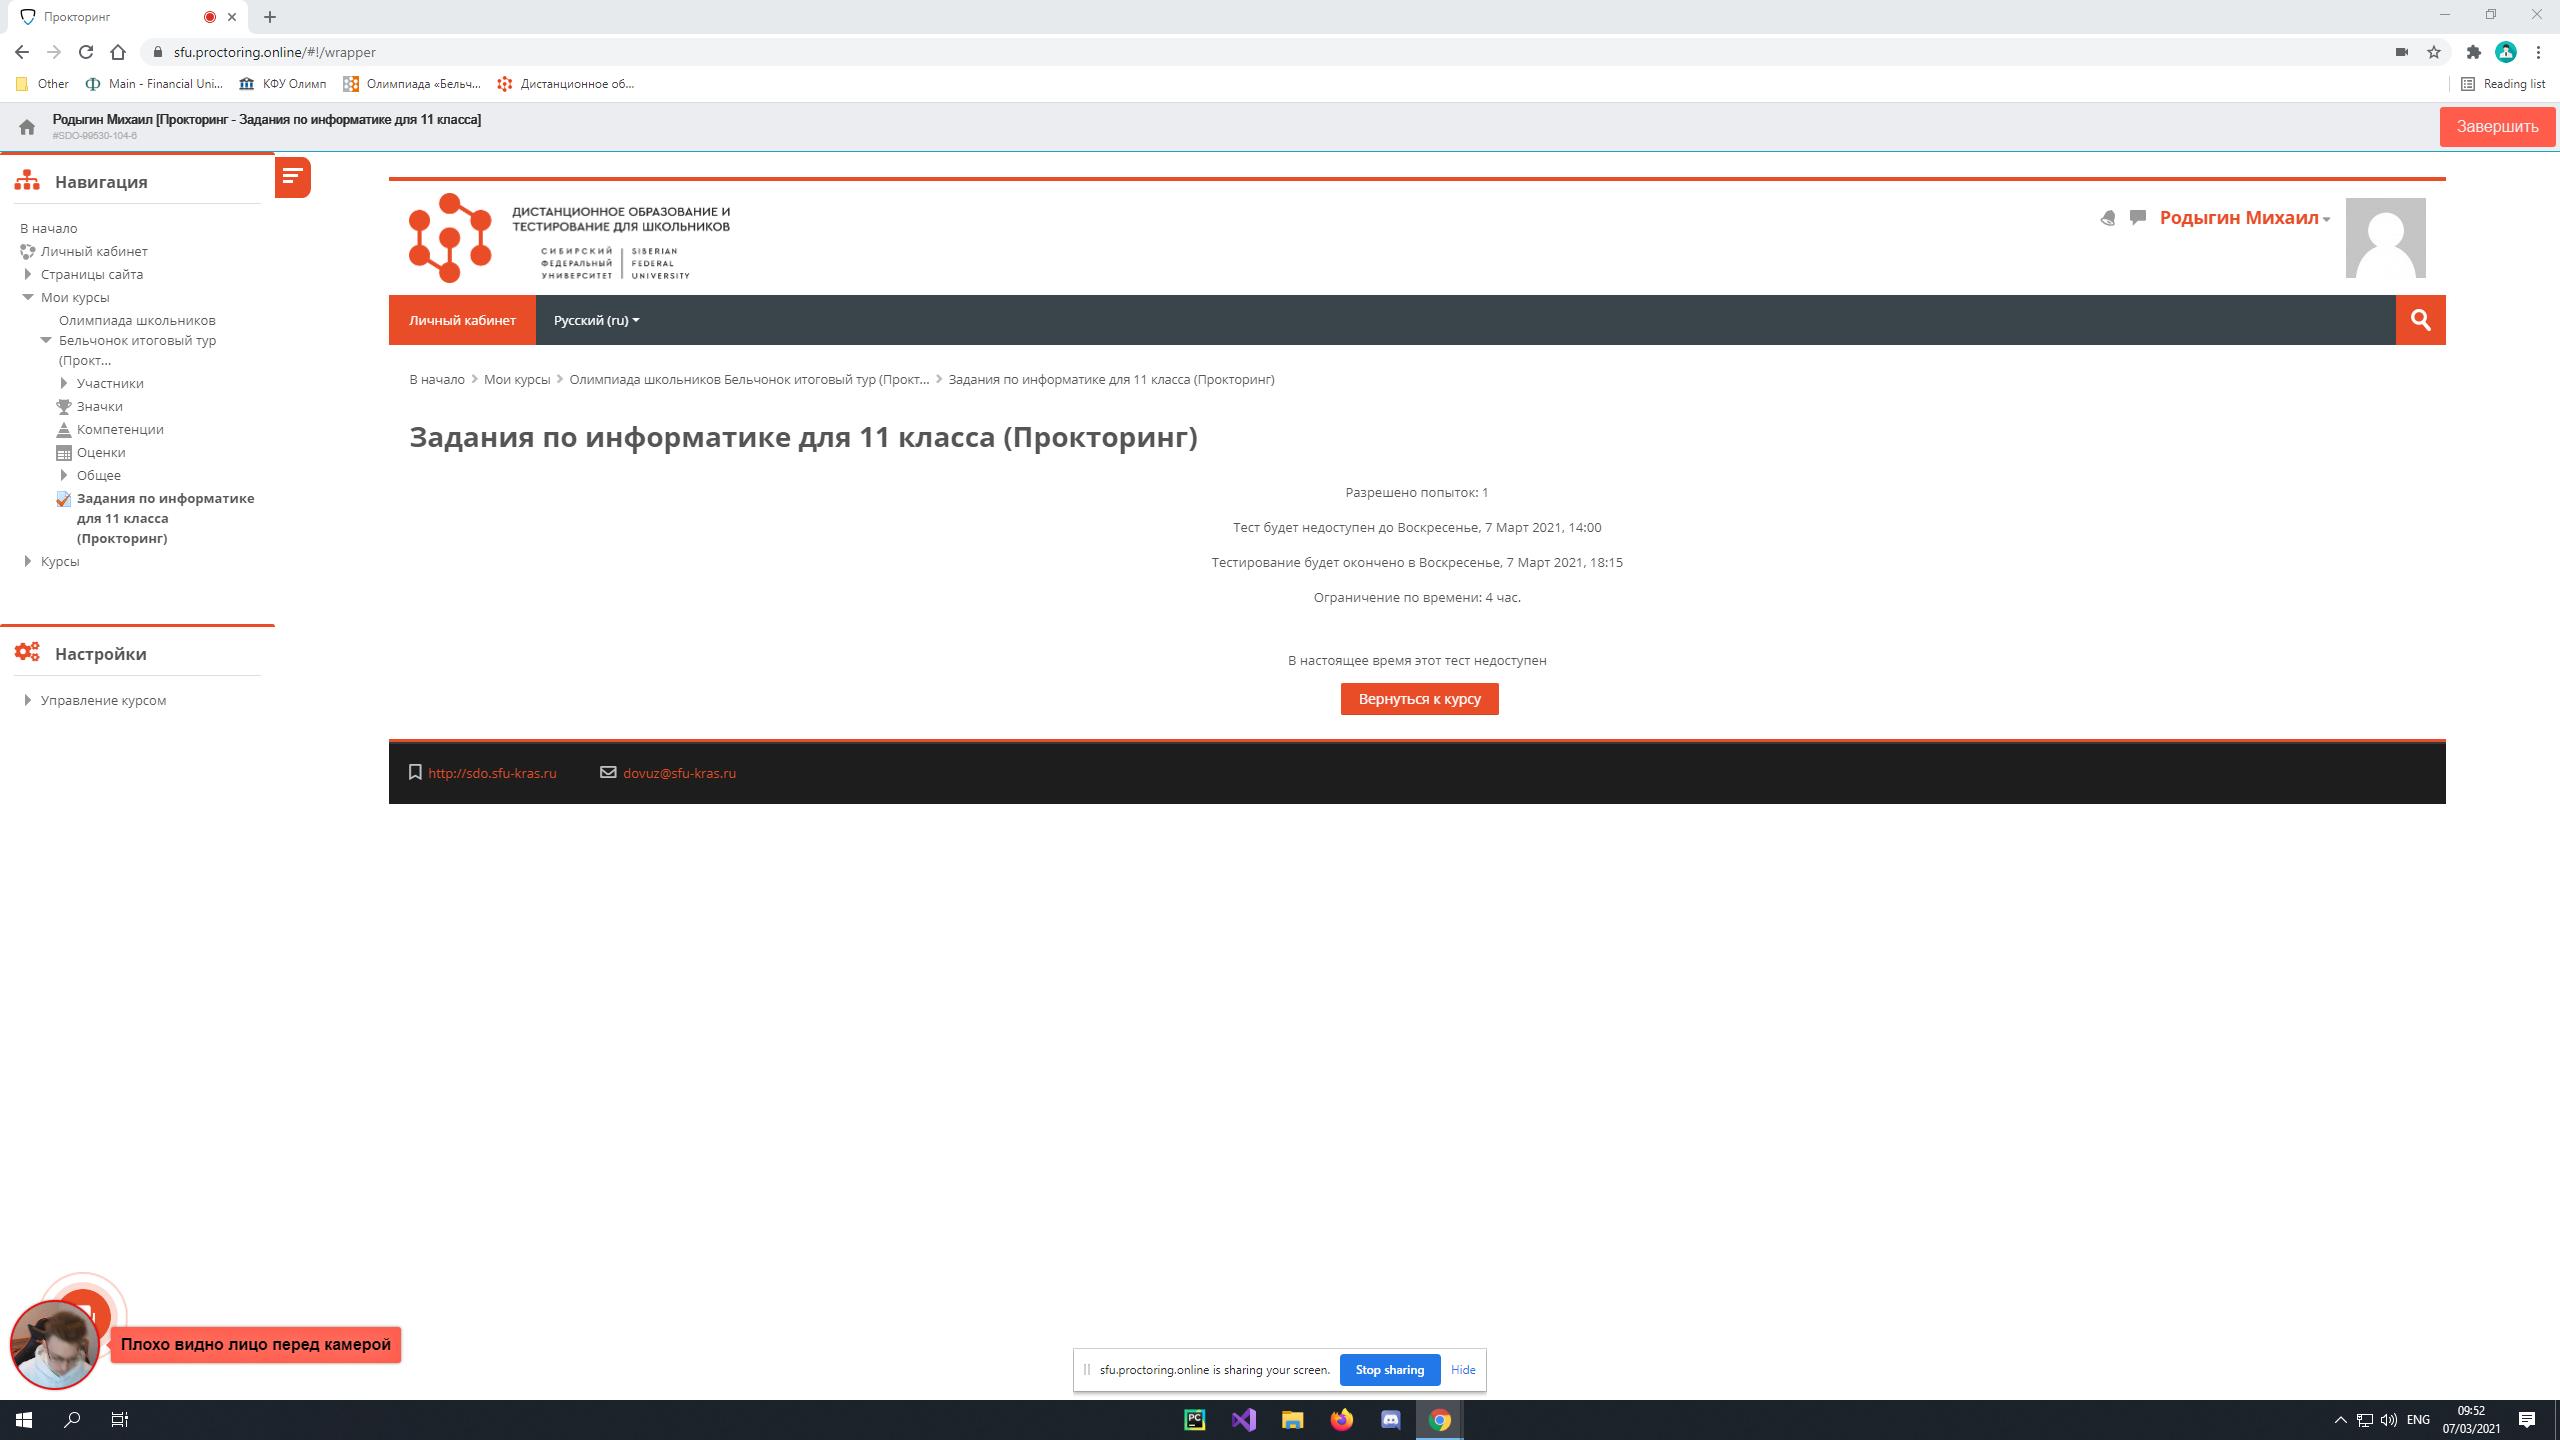 Прокторинг
sfu.proctoring.online/#!/wrapper
Other
Main - Financial Uni...
КФУ Олимп
Олимпиада «Бельч...
Дистанционное об...
Reading list
Родыгин Михаил [Прокторинг - Задания по информатике для 11 класса]
#SDO-99530-104-6
Завершить
Навигация
В начало
Личный кабинет
Страницы сайта
Мои курсы
Олимпиада школьников
Бельчонок итоговый тур
(Прокт...
Участники
Значки
Компетенции
Оценки
Общее
Задания по информатике
для 11 класса
(Прокторинг)
Курсы
Настройки
Управление курсом
ДИСТАНЦИОННОЕ ОБРАЗОВАНИЕ И
ТЕСТИРОВАНИЕ ДЛЯ ШКОЛЬНИКОВ
СИБИРСКИЙ
ФЕДЕРАЛЬНЫЙ
УНИВЕРСИТЕТ
SIBERIAN
FEDERAL
UNIVERSITY
Родыгин Михаил
Личный кабинет
Русский (ru)
В начало > Мои курсы > Олимпиада школьников Бельчонок итоговый тур (Прокт... > Задания по информатике для 11 класса (Прокторинг)
Задания по информатике для 11 класса (Прокторинг)
Разрешено попыток: 1
Тест будет недоступен до Воскресенье, 7 Март 2021, 14:00
Тестирование будет окончено в Воскресенье, 7 Март 2021, 18:15
Ограничение по времени: 4 час.
В настоящее время этот тест недоступен
Вернуться к курсу
http://sdo.sfu-kras.ru
dovuz@sfu-kras.ru
Плохо видно лицо перед камерой
sfu.proctoring.online is sharing your screen.
Stop sharing
Hide
PC
ENG
09:52
07/03/2021